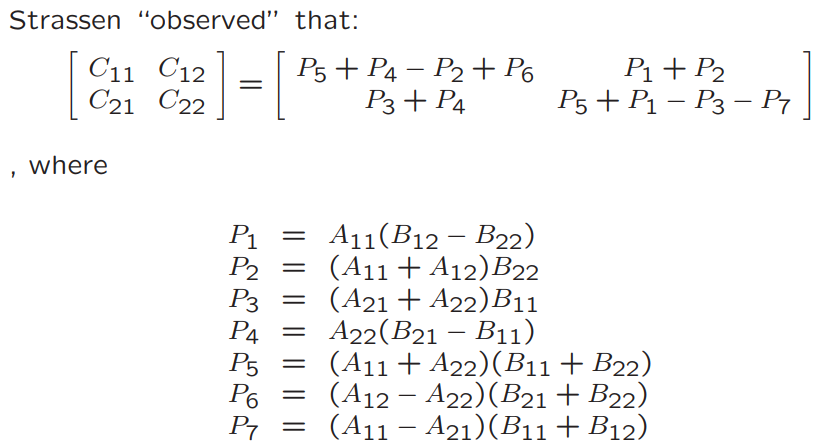 Strassen “observed” that:
[ C11 C12 ] = [ P5 + P4 − P2 + P6 P1 + P2 ]
[ C21 C22 ] [ P3 + P4 P5 + P1 − P3 − P7 ]
, where
P1 = A11(B12 − B22)
P2 = (A11 + A12)B22
P3 = (A21 + A22)B11
P4 = A22(B21 − B11)
P5 = (A11 + A22)(B11 + B22)
P6 = (A12 − A22)(B21 + B22)
P7 = (A11 − A21)(B11 + B12)